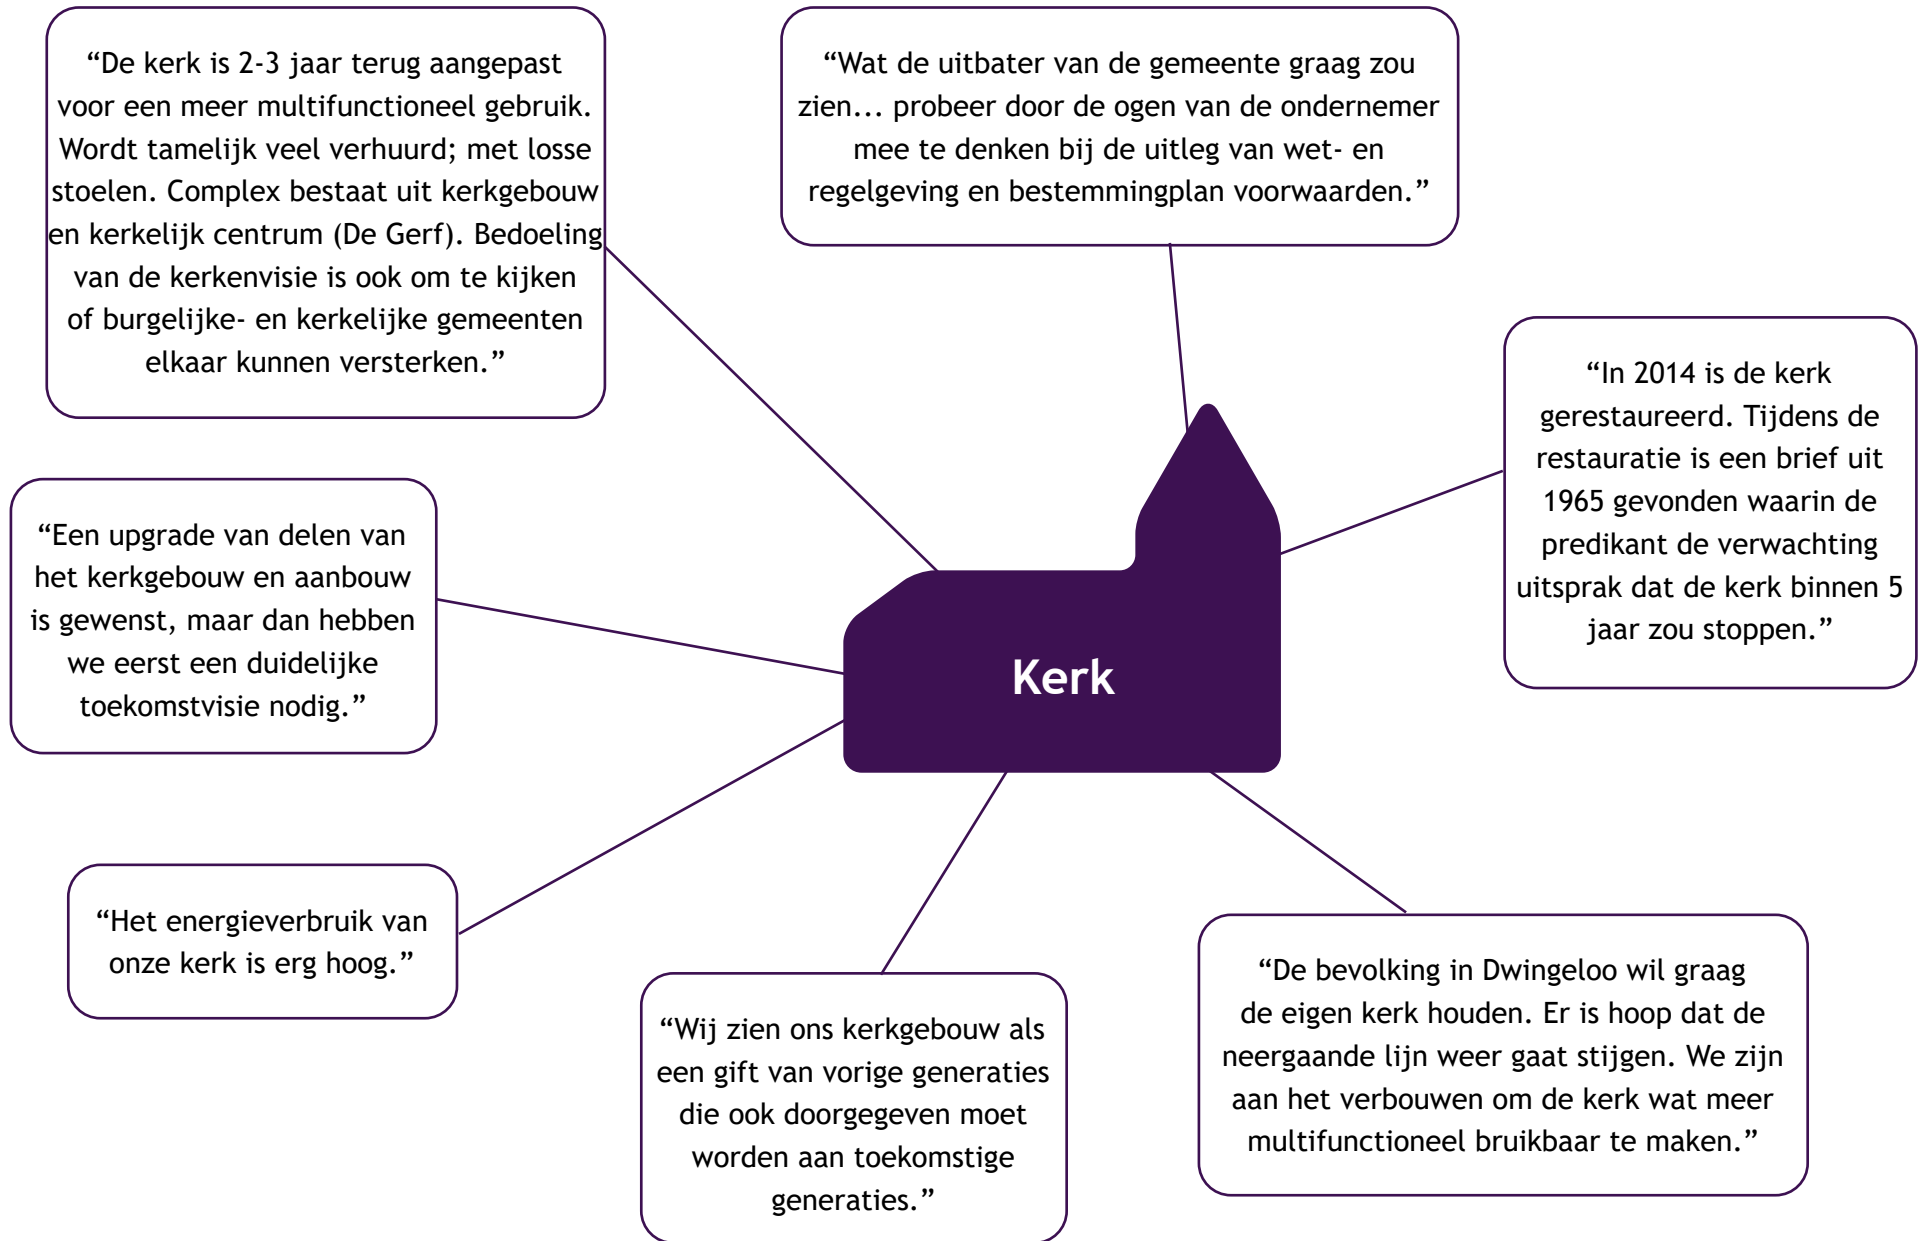 “De kerk is 2-3 jaar terug aangepast
voor een meer multifunctioneel gebruik.
Wordt tamelijk veel verhuurd; met losse
stoelen. Complex bestaat uit kerkgebouw
en kerkelijk centrum (De Gerf). Bedoeling
van de kerkenvisie is ook om te kijken
of burgelijke- en kerkelijke gemeenten
elkaar kunnen versterken.”
“Wat de uitbater van de gemeente graag zou
zien... probeer door de ogen van de ondernemer
mee te denken bij de uitleg van wet- en
regelgeving en bestemmingplan voorwaarden.”
“In 2014 is de kerk
gerestaureerd. Tijdens de
restauratie is een brief uit
1965 gevonden waarin de
predikant de verwachting
uitsprak dat de kerk binnen 5
jaar zou stoppen.”
“Een upgrade van delen van
het kerkgebouw en aanbouw
is gewenst, maar dan hebben
we eerst een duidelijke
toekomstvisie nodig.”
Kerk
“Het energieverbruik van
onze kerk is erg hoog.”
“Wij zien ons kerkgebouw als
een gift van vorige generaties
die ook doorgegeven moet
worden aan toekomstige
generaties.”
“De bevolking in Dwingeloo wil graag
de eigen kerk houden. Er is hoop dat de
neergaande lijn weer gaat stijgen. We zijn
aan het verbouwen om de kerk wat meer
multifunctioneel bruikbaar te maken.”